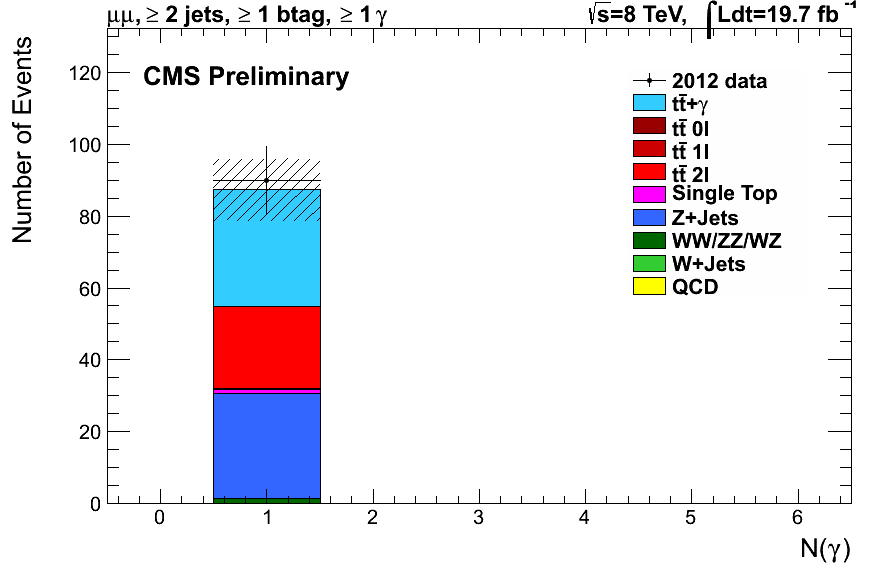 μμ, ≥ 2 jets, ≥ 1 btag, ≥ 1 γ
√s=8 TeV, ∫Ldt=19.7 fb⁻¹
CMS Preliminary
2012 data
tt̄+γ
tt̄ 0l
tt̄ 1l
tt̄ 2l
Single Top
Z+Jets
WW/ZZ/WZ
W+Jets
QCD
Number of Events
120
100
80
60
40
20
0
0 1 2 3 4 5 6
N(γ)